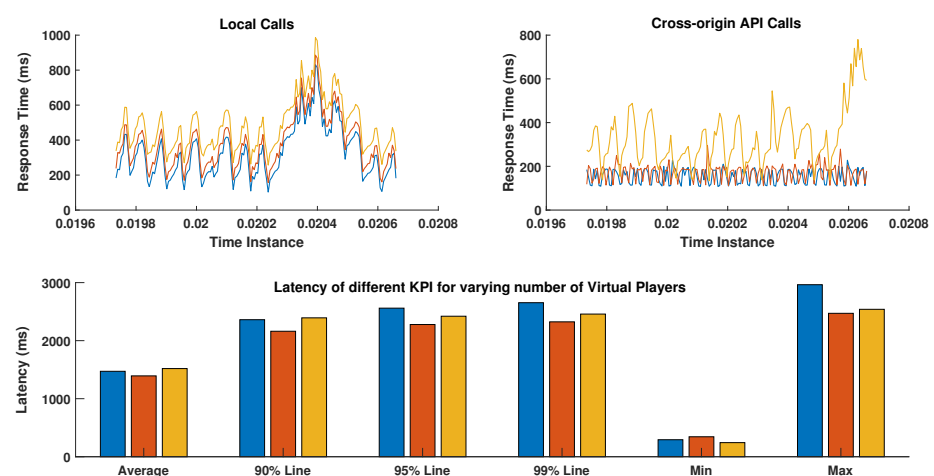 Local Calls
Response Time (ms)
1000
800
600
400
200
0
0.0196 0.0198 0.02 0.0202 0.0204 0.0206 0.0208
Time Instance
Cross-origin API Calls
Response Time (ms)
800
600
400
200
0
0.0196 0.0198 0.02 0.0202 0.0204 0.0206 0.0208
Time Instance
Latency of different KPI for varying number of Virtual Players
Latency (ms)
3000
2000
1000
0
Average 90% Line 95% Line 99% Line Min Max